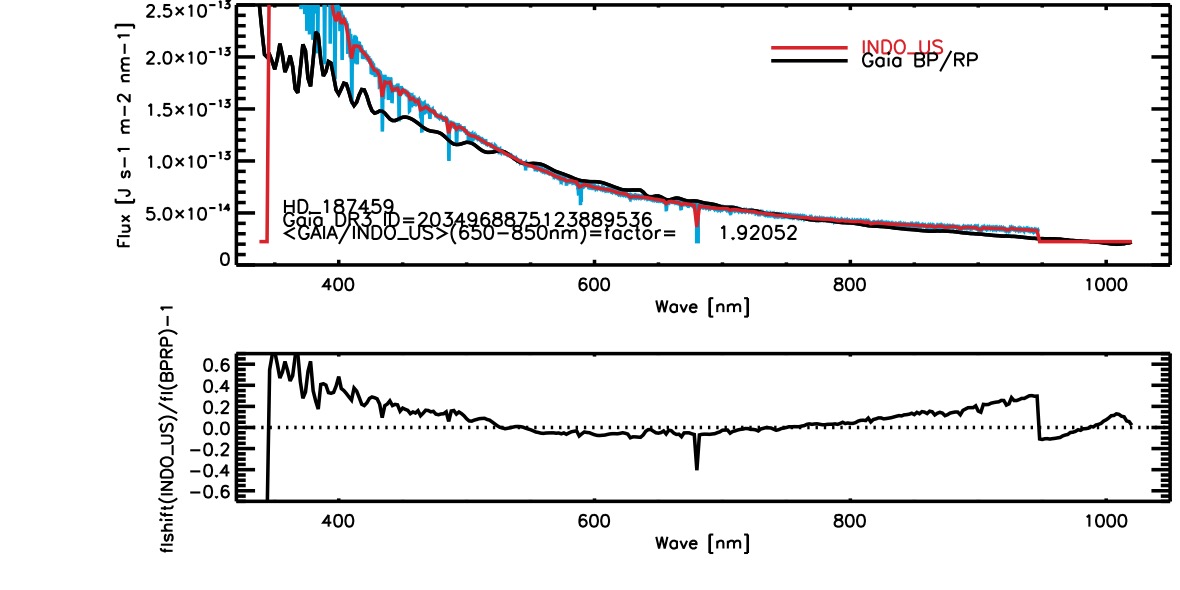 2.5×10−13
2.0×10−13
1.5×10−13
1.0×10−13
5.0×10−14
0
Flux [J s−1 m−2 nm−1]
INDO_US
Gaia BP/RP
HD_187459
Gaia DR3 ID=2034968875123889536
<GAIA/INDO_US>(650−850nm)=factor= 1.92052
400 600 800 1000
Wave [nm]
0.6
0.4
0.2
0.0
−0.2
−0.4
−0.6
flshift(INDO_US)/fl(BPRP)−1
400 600 800 1000
Wave [nm]